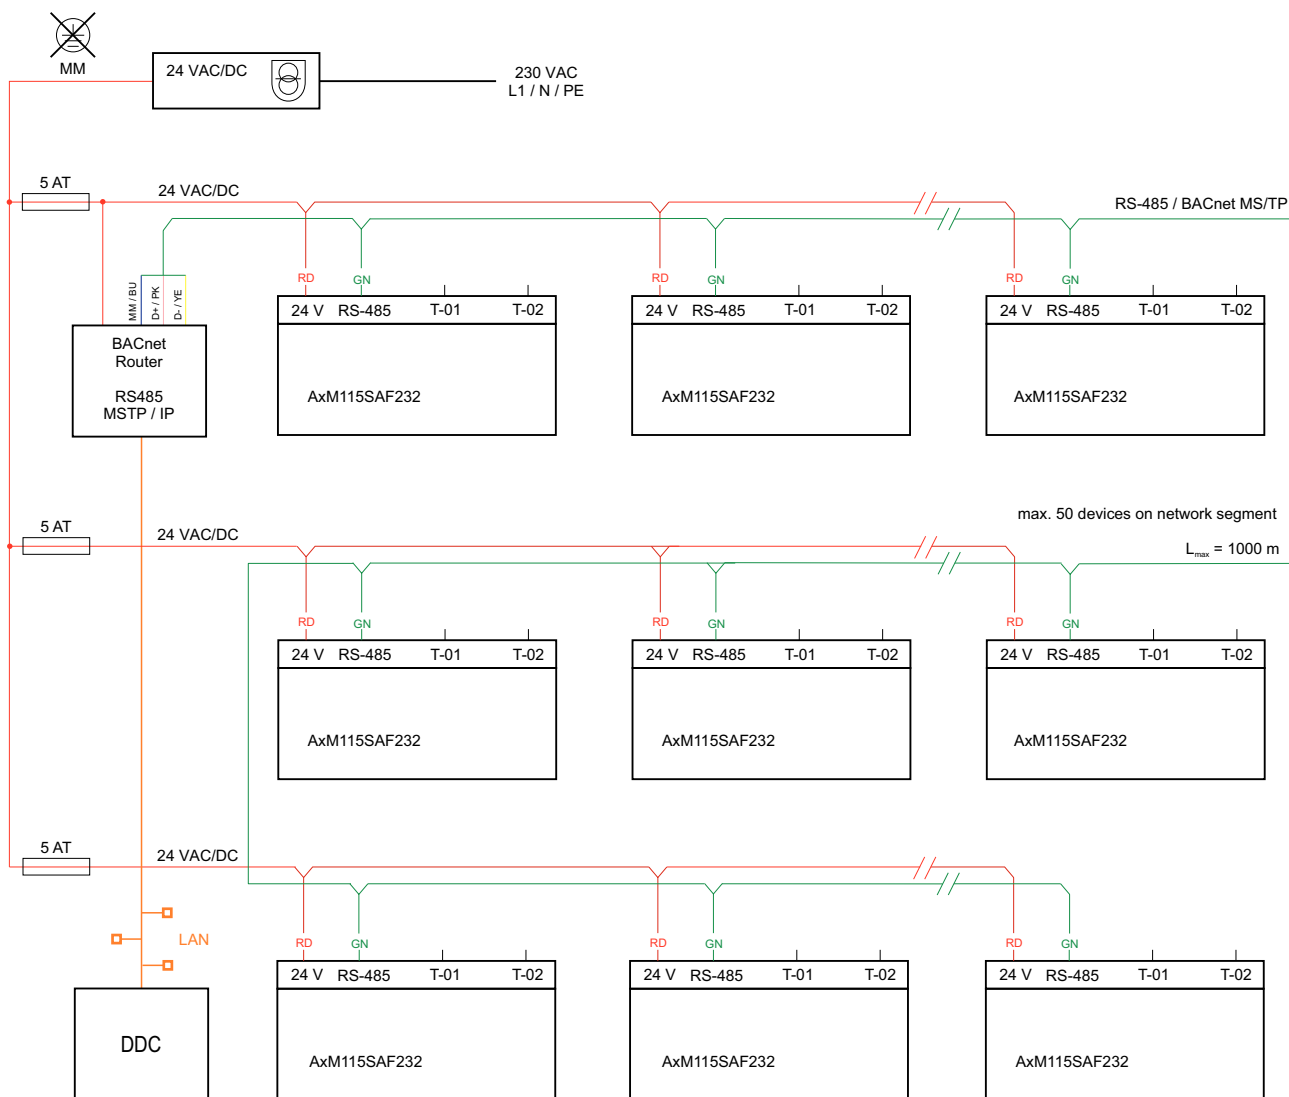 MM
24 VAC/DC
230 VAC
L1 / N / PE
5 AT
24 VAC/DC
RS-485 / BACnet MS/TP
MM / BU
D+ / PK
D- / YE
RD
GN
RD
GN
RD
GN
24 V RS-485 T-01 T-02
24 V RS-485 T-01 T-02
24 V RS-485 T-01 T-02
BACnet
Router
RS485
MSTP / IP
AxM115SAF232
AxM115SAF232
AxM115SAF232
max. 50 devices on network segment
5 AT
24 VAC/DC
Lmax = 1000 m
RD
GN
RD
GN
RD
GN
24 V RS-485 T-01 T-02
24 V RS-485 T-01 T-02
24 V RS-485 T-01 T-02
AxM115SAF232
AxM115SAF232
AxM115SAF232
5 AT
24 VAC/DC
LAN
RD
GN
RD
GN
RD
GN
24 V RS-485 T-01 T-02
24 V RS-485 T-01 T-02
24 V RS-485 T-01 T-02
DDC
AxM115SAF232
AxM115SAF232
AxM115SAF232